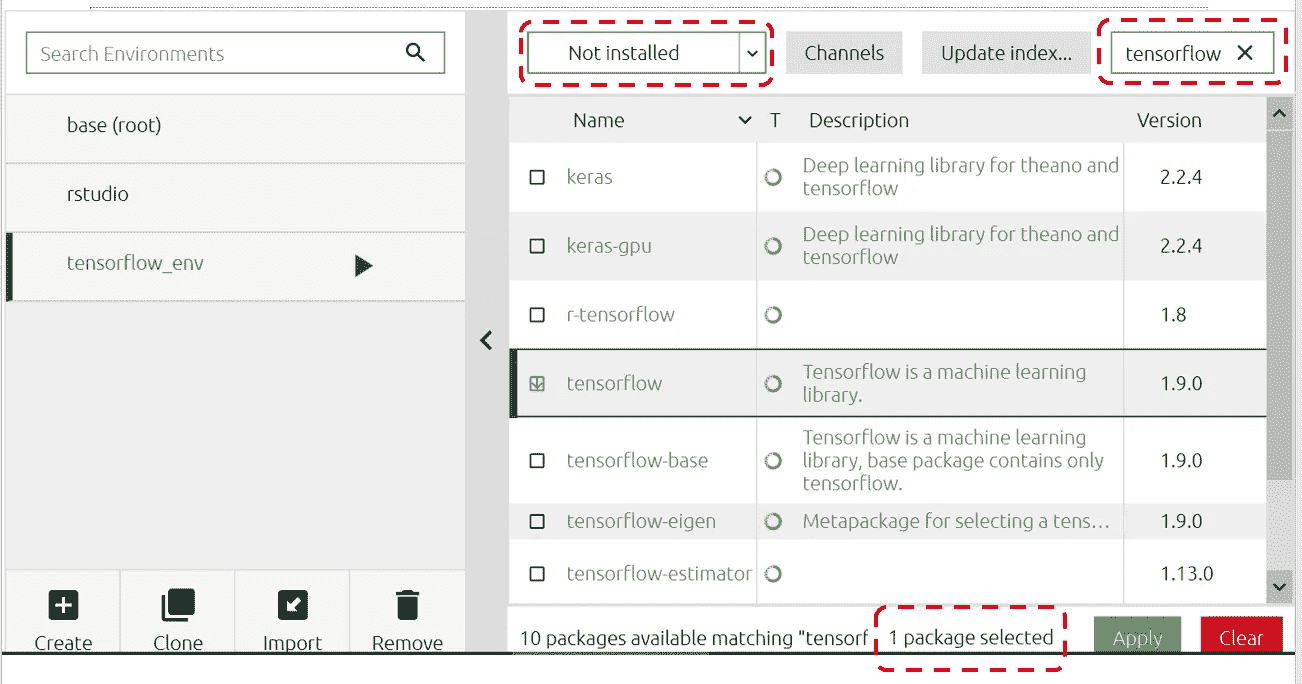 Search Environments
Not installed
Channels
Update index...
tensorflow
base (root)
rstudio
tensorflow_env
Name T Description Version
keras
Deep learning library for theano and
tensorflow
2.2.4
keras-gpu
Deep learning library for theano and
tensorflow
2.2.4
r-tensorflow
1.8
tensorflow
Tensorflow is a machine learning
library.
1.9.0
tensorflow-base
Tensorflow is a machine learning
library, base package contains only
tensorflow.
1.9.0
tensorflow-eigen
Metapackage for selecting a tens...
1.9.0
tensorflow-estimator
1.13.0
Create
Clone
Import
Remove
10 packages available matching "tensorf
1 package selected
Apply
Clear